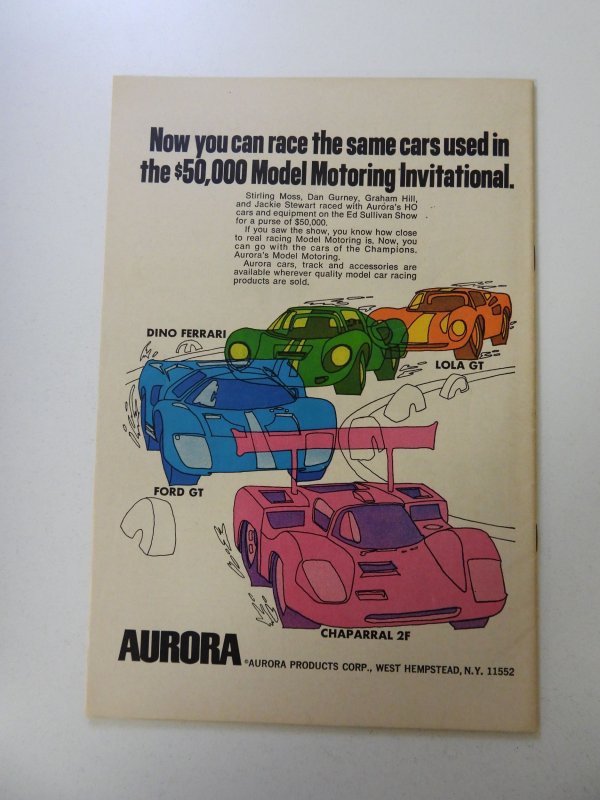 Now you can race the same cars used in
the $50,000 Model Motoring Invitational.
Stirling Moss, Dan Gurney, Graham Hill,
and Jackie Stewart raced with Aurora's HO
cars and equipment on the Ed Sullivan Show
for a purse of $50,000.
If you saw the show, you know how close
to real racing Model Motoring is. Now, you
can go with the cars of the Champions.
Aurora's Model Motoring.
Aurora cars, track and accessories are
available wherever quality model car racing
products are sold.
DINO FERRARI
LOLA GT
FORD GT
CHAPARRAL 2F
AURORA
©AURORA PRODUCTS CORP., WEST HEMPSTEAD, N.Y. 11552